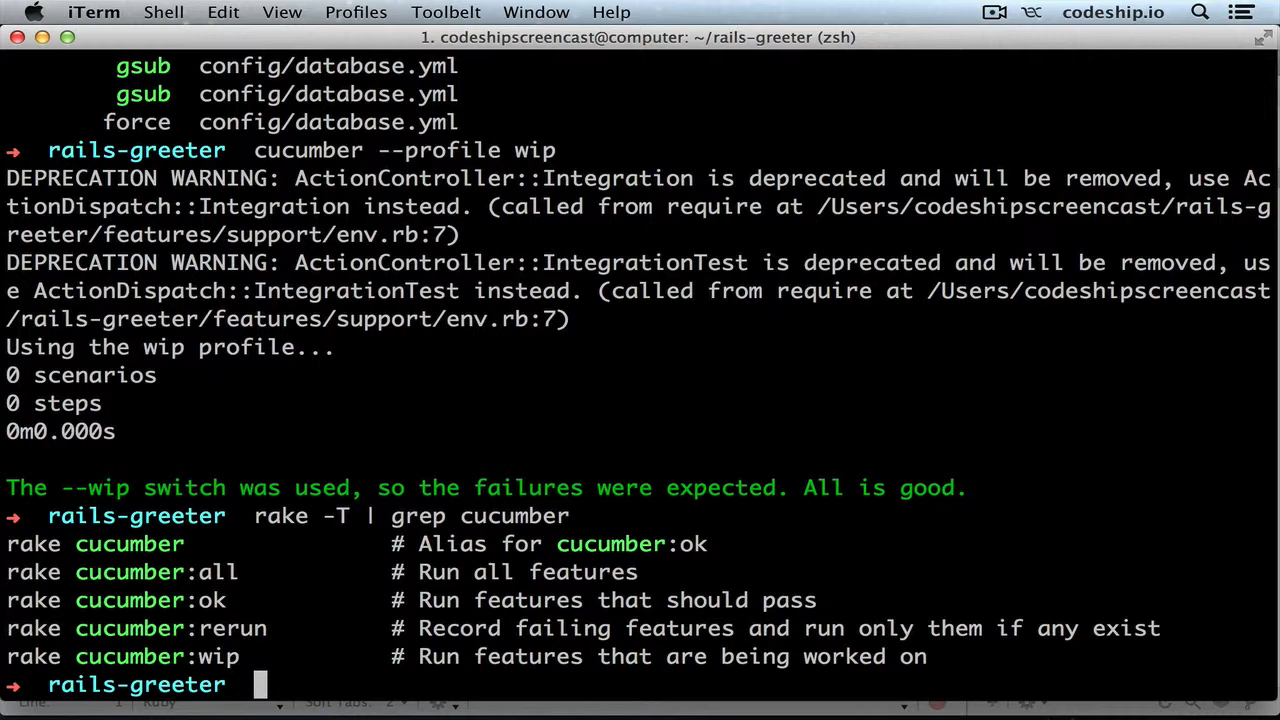 iTerm Shell Edit View Profiles Toolbelt Window Help codeship.io
1. codeshipscreencast@computer: ~/rails-greeter (zsh)
gsub config/database.yml
gsub config/database.yml
force config/database.yml
➜ rails-greeter cucumber --profile wip
DEPRECATION WARNING: ActionController::Integration is deprecated and will be removed, use Ac
tionDispatch::Integration instead. (called from require at /Users/codeshipscreencast/rails-g
reeter/features/support/env.rb:7)
DEPRECATION WARNING: ActionController::IntegrationTest is deprecated and will be removed, us
e ActionDispatch::IntegrationTest instead. (called from require at /Users/codeshipscreencast
/rails-greeter/features/support/env.rb:7)
Using the wip profile...
0 scenarios
0 steps
0m0.000s
The --wip switch was used, so the failures were expected. All is good.
➜ rails-greeter rake -T | grep cucumber
rake cucumber # Alias for cucumber:ok
rake cucumber:all # Run all features
rake cucumber:ok # Run features that should pass
rake cucumber:rerun # Record failing features and run only them if any exist
rake cucumber:wip # Run features that are being worked on
➜ rails-greeter
Line: 1 Ruby Soft Tabs: 2